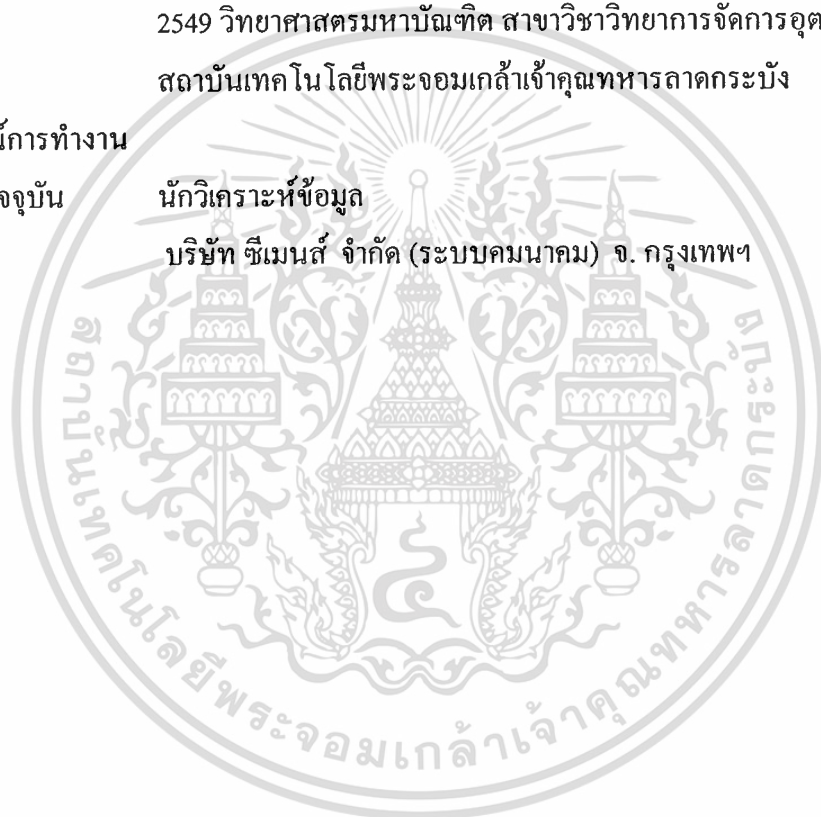 2549 วิทยาศาสตรมหาบัณฑิต สาขาวิชาวิทยาการจัดการอุต
สถาบันเทคโนโลยีพระจอมเกล้าเจ้าคุณทหารลาดกระบัง
์การทำงาน
จุบัน นักวิเคราะห์ข้อมูล
บริษัท ซีเมนส์ จำกัด (ระบบคมนาคม) จ. กรุงเทพฯ
สถาบันเทคโนโลยีพระจอมเกล้าเจ้าคุณทหารลาดกระบัง